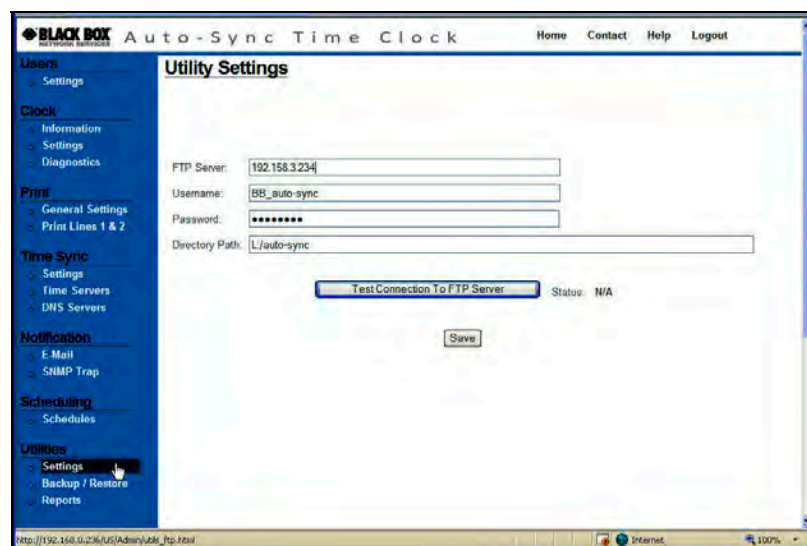 BLACK BOX
NETWORK SERVICES
Auto-Sync Time Clock
Home Contact Help Logout
Users
Settings
Clock
Information
Settings
Diagnostics
Print
General Settings
Print Lines 1 & 2
Time Sync
Settings
Time Servers
DNS Servers
Notification
E-Mail
SNMP Trap
Scheduling
Schedules
Utilities
Settings
Backup / Restore
Reports
Utility Settings
FTP Server: 192.158.3.234
Username: BB_auto-sync
Password: ••••••••
Directory Path: L:/auto-sync
Test Connection To FTP Server Status: N/A
Save
http://192.168.0.236/US/Admin/utils_ftp.html
Internet
100%